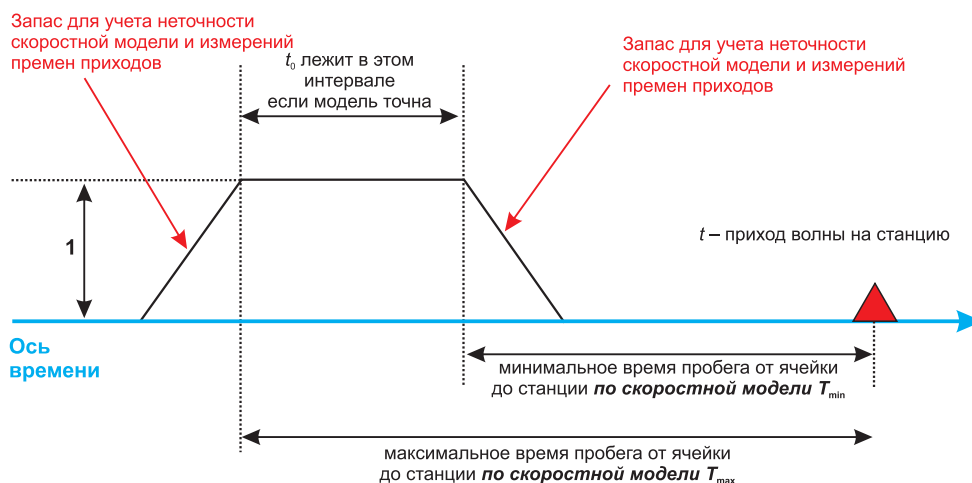 Запас для учета неточности
скоростной модели и измерений
премен приходов
t₀ лежит в этом
интервале
если модель точна
Запас для учета неточности
скоростной модели и измерений
премен приходов
1
t – приход волны на станцию
Ось
времени
минимальное время пробега от ячейки
до станции по скоростной модели Tmin
максимальное время пробега от ячейки
до станции по скоростной модели Tmax